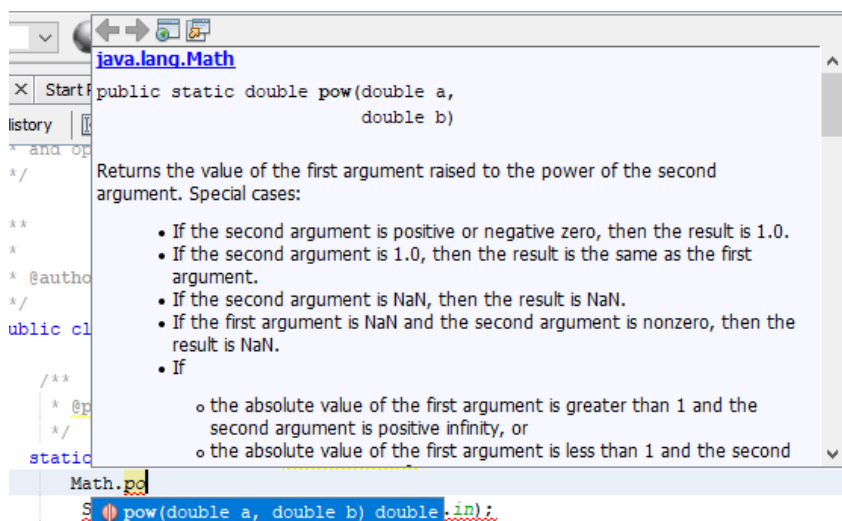 java.lang.Math
× Start P
public static double pow(double a,
double b)
listory
* and op
*/
Returns the value of the first argument raised to the power of the second
argument. Special cases:
**
• If the second argument is positive or negative zero, then the result is 1.0.
*
• If the second argument is 1.0, then the result is the same as the first
* @autho
argument.
*/
• If the second argument is NaN, then the result is NaN.
ublic cl
• If the first argument is NaN and the second argument is nonzero, then the
result is NaN.
• If
/**
* @p
o the absolute value of the first argument is greater than 1 and the
*/
second argument is positive infinity, or
static
o the absolute value of the first argument is less than 1 and the second
Math.po
S
pow(double a, double b) double
.in);